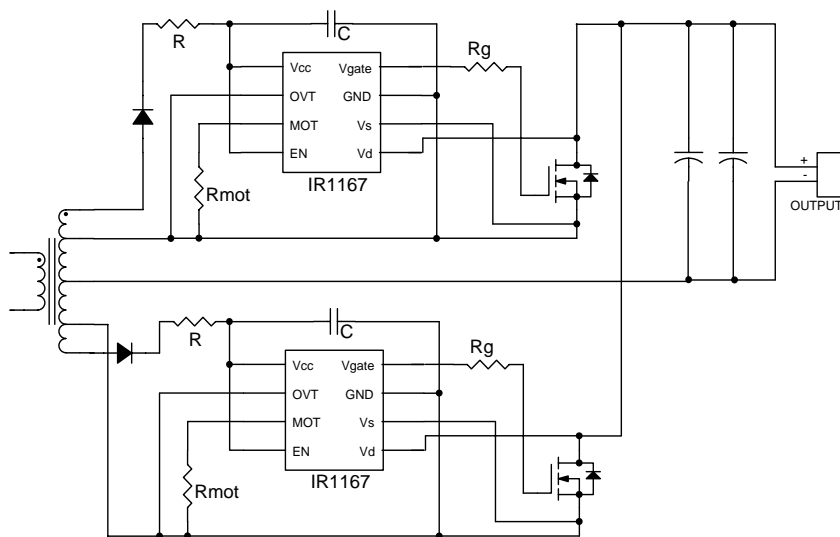 R
C
Rg
Vcc
Vgate
OVT
GND
MOT
Vs
EN
Vd
IR1167
Rmot
+
-
OUTPUT
R
C
Rg
Vcc
Vgate
OVT
GND
MOT
Vs
EN
Vd
IR1167
Rmot